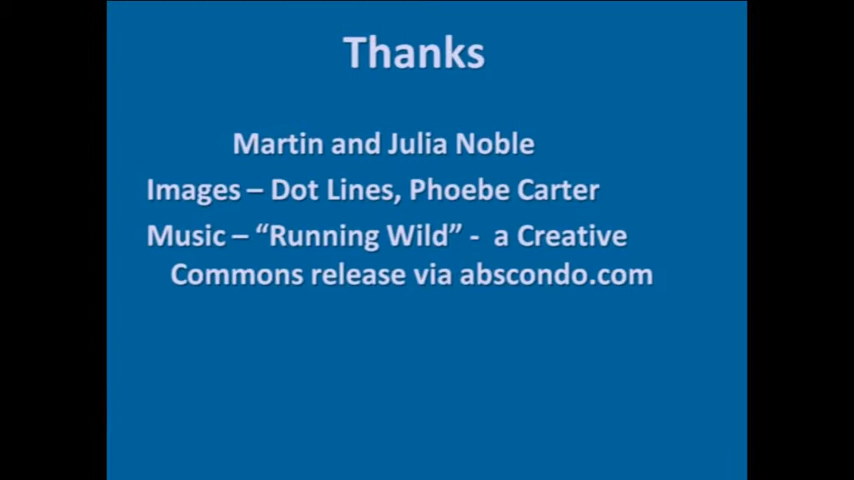 Thanks
Martin and Julia Noble
Images – Dot Lines, Phoebe Carter
Music – “Running Wild” -  a Creative
Commons release via abscondo.com